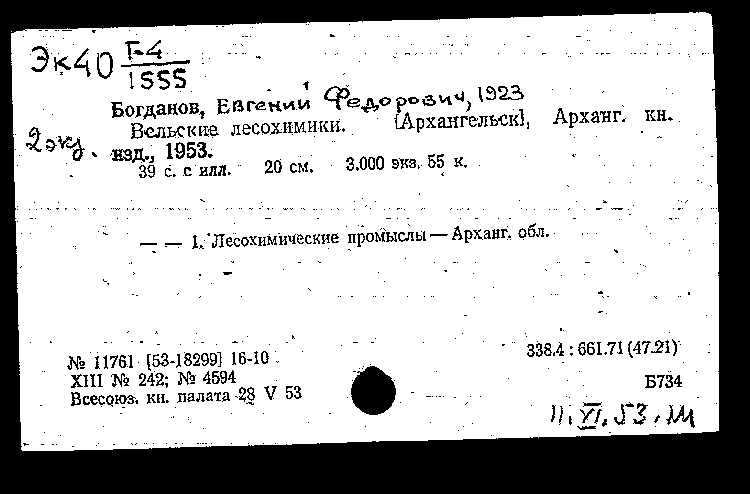 Эк40 Г-4
1555
Богданов, Евгений Федорович, 1923
Вельские лесохимики. [Архангельск], Арханг. кн.
2 экз. изд., 1953.
39 с. с илл. 20 см. 3.000 экз. 55 к.
— — 1. Лесохимические промыслы — Арханг. обл.
№ 11761 [53-18299] 16-10
338.4 : 661.71 (47.21)
XIII № 242; № 4594
Б734
Всесоюз. кн. палата 28 V 53
11. VI. 53.